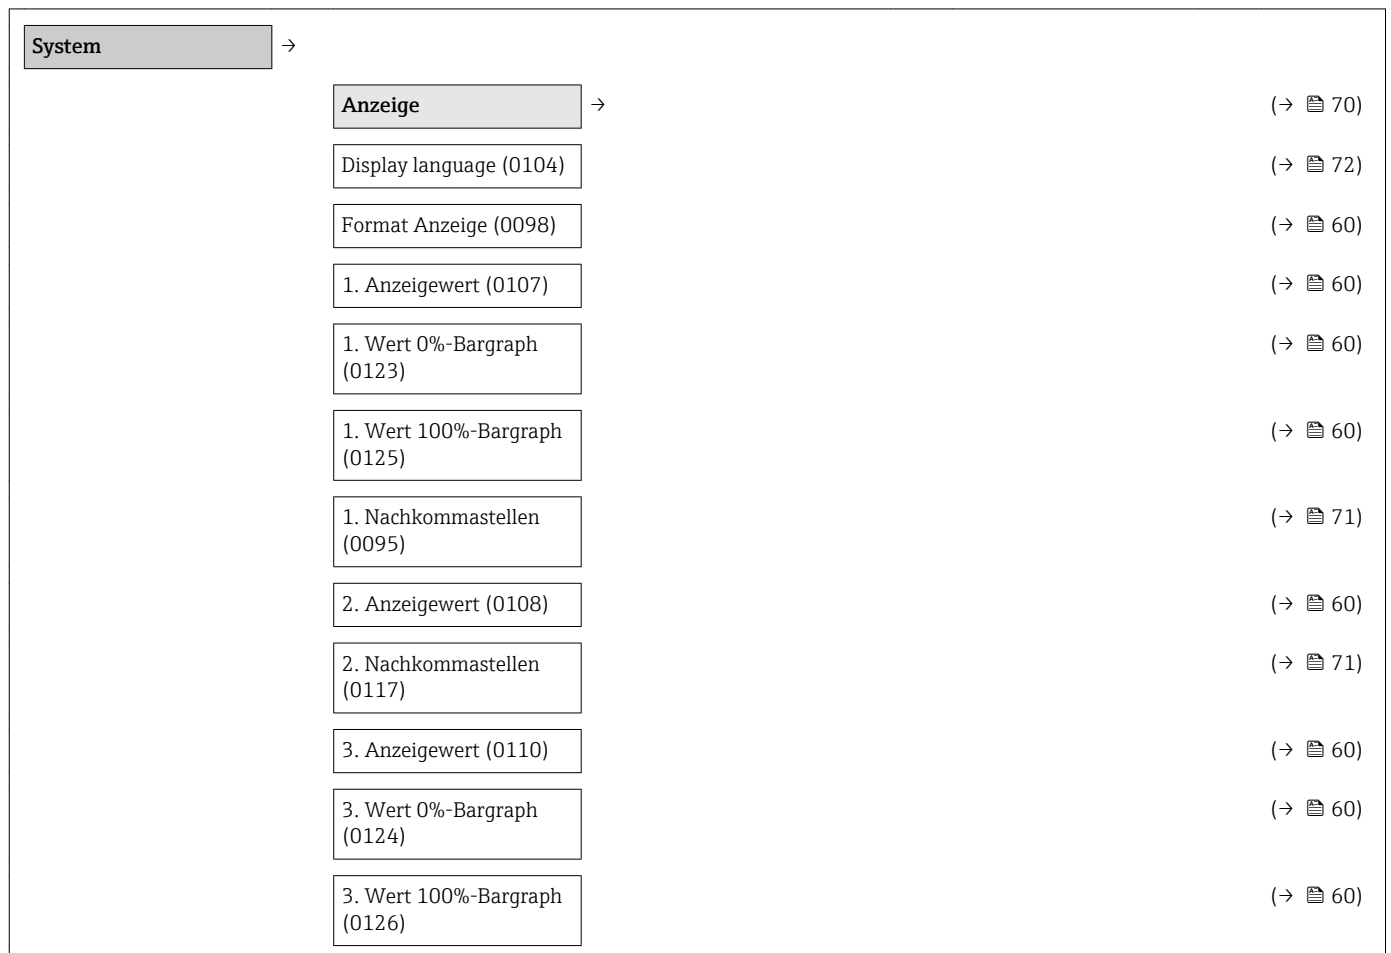 System →
Anzeige → (→ 70)
Display language (0104) (→ 72)
Format Anzeige (0098) (→ 60)
1. Anzeigewert (0107) (→ 60)
1. Wert 0%-Bargraph (→ 60)
(0123)
1. Wert 100%-Bargraph (→ 60)
(0125)
1. Nachkommastellen (→ 71)
(0095)
2. Anzeigewert (0108) (→ 60)
2. Nachkommastellen (→ 71)
(0117)
3. Anzeigewert (0110) (→ 60)
3. Wert 0%-Bargraph (→ 60)
(0124)
3. Wert 100%-Bargraph (→ 60)
(0126)